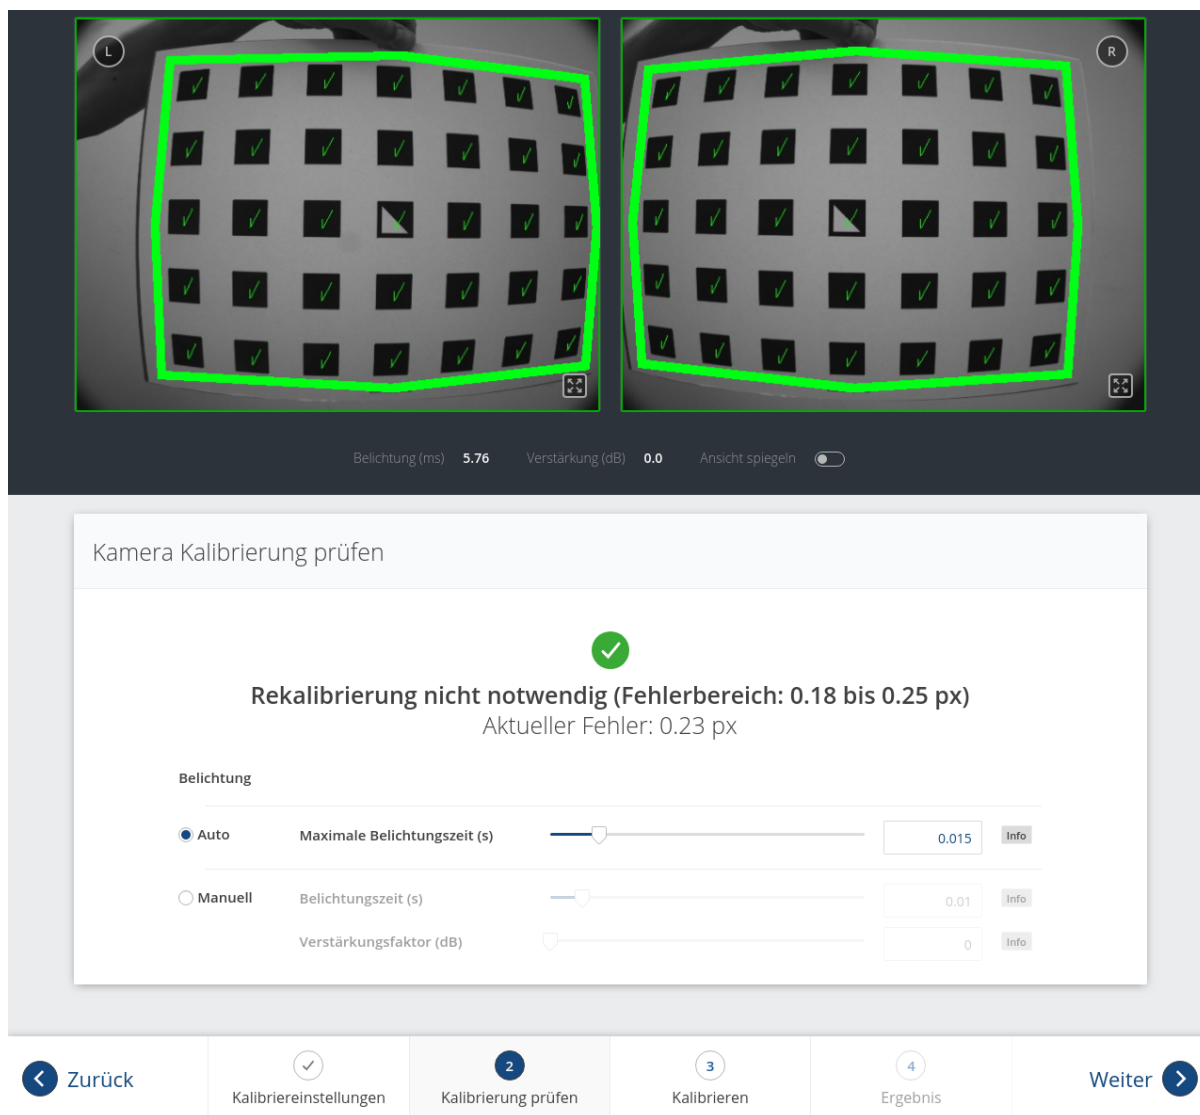 L
R
Belichtung (ms) 5.76 Verstärkung (dB) 0.0 Ansicht spiegeln
Kamera Kalibrierung prüfen
Rekalibrierung nicht notwendig (Fehlerbereich: 0.18 bis 0.25 px)
Aktueller Fehler: 0.23 px
Belichtung
Auto Maximale Belichtungszeit (s) 0.015 Info
Manuell Belichtungszeit (s) 0.01 Info
Verstärkungsfaktor (dB) 0 Info
Zurück
Kalibriereinstellungen
2
Kalibrierung prüfen
3
Kalibrieren
4
Ergebnis
Weiter